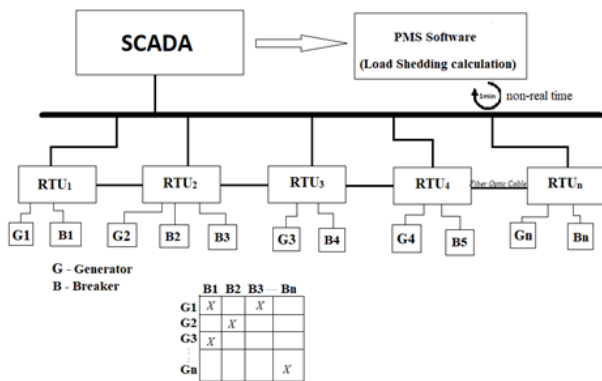 SCADA
PMS Software
(Load Shedding calculation)
1min
non-real time
RTU1
RTU2
RTU3
RTU4
Fiber Optic Cable
RTUn
G1
B1
G2
B2
B3
G3
B4
G4
B5
Gn
Bn
G - Generator
B - Breaker
B1 B2 B3 ...... Bn
G1 X X
G2 X
G3 X
Gn X